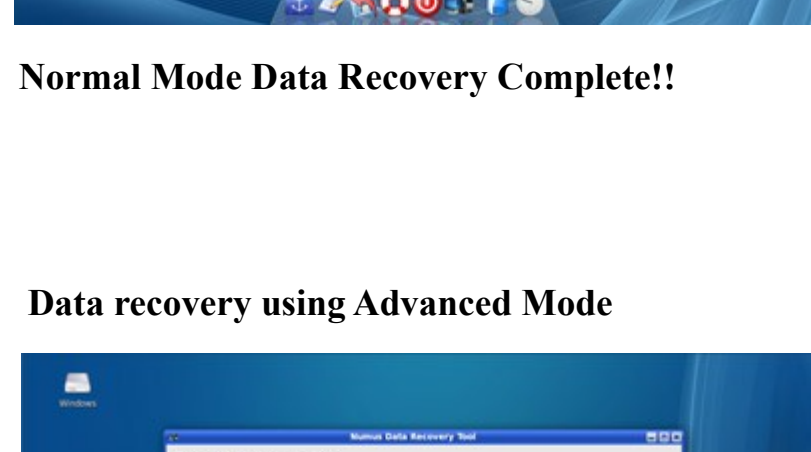 Normal Mode Data Recovery Complete!!
Data recovery using Advanced Mode
Windows
Numus Data Recovery Tool